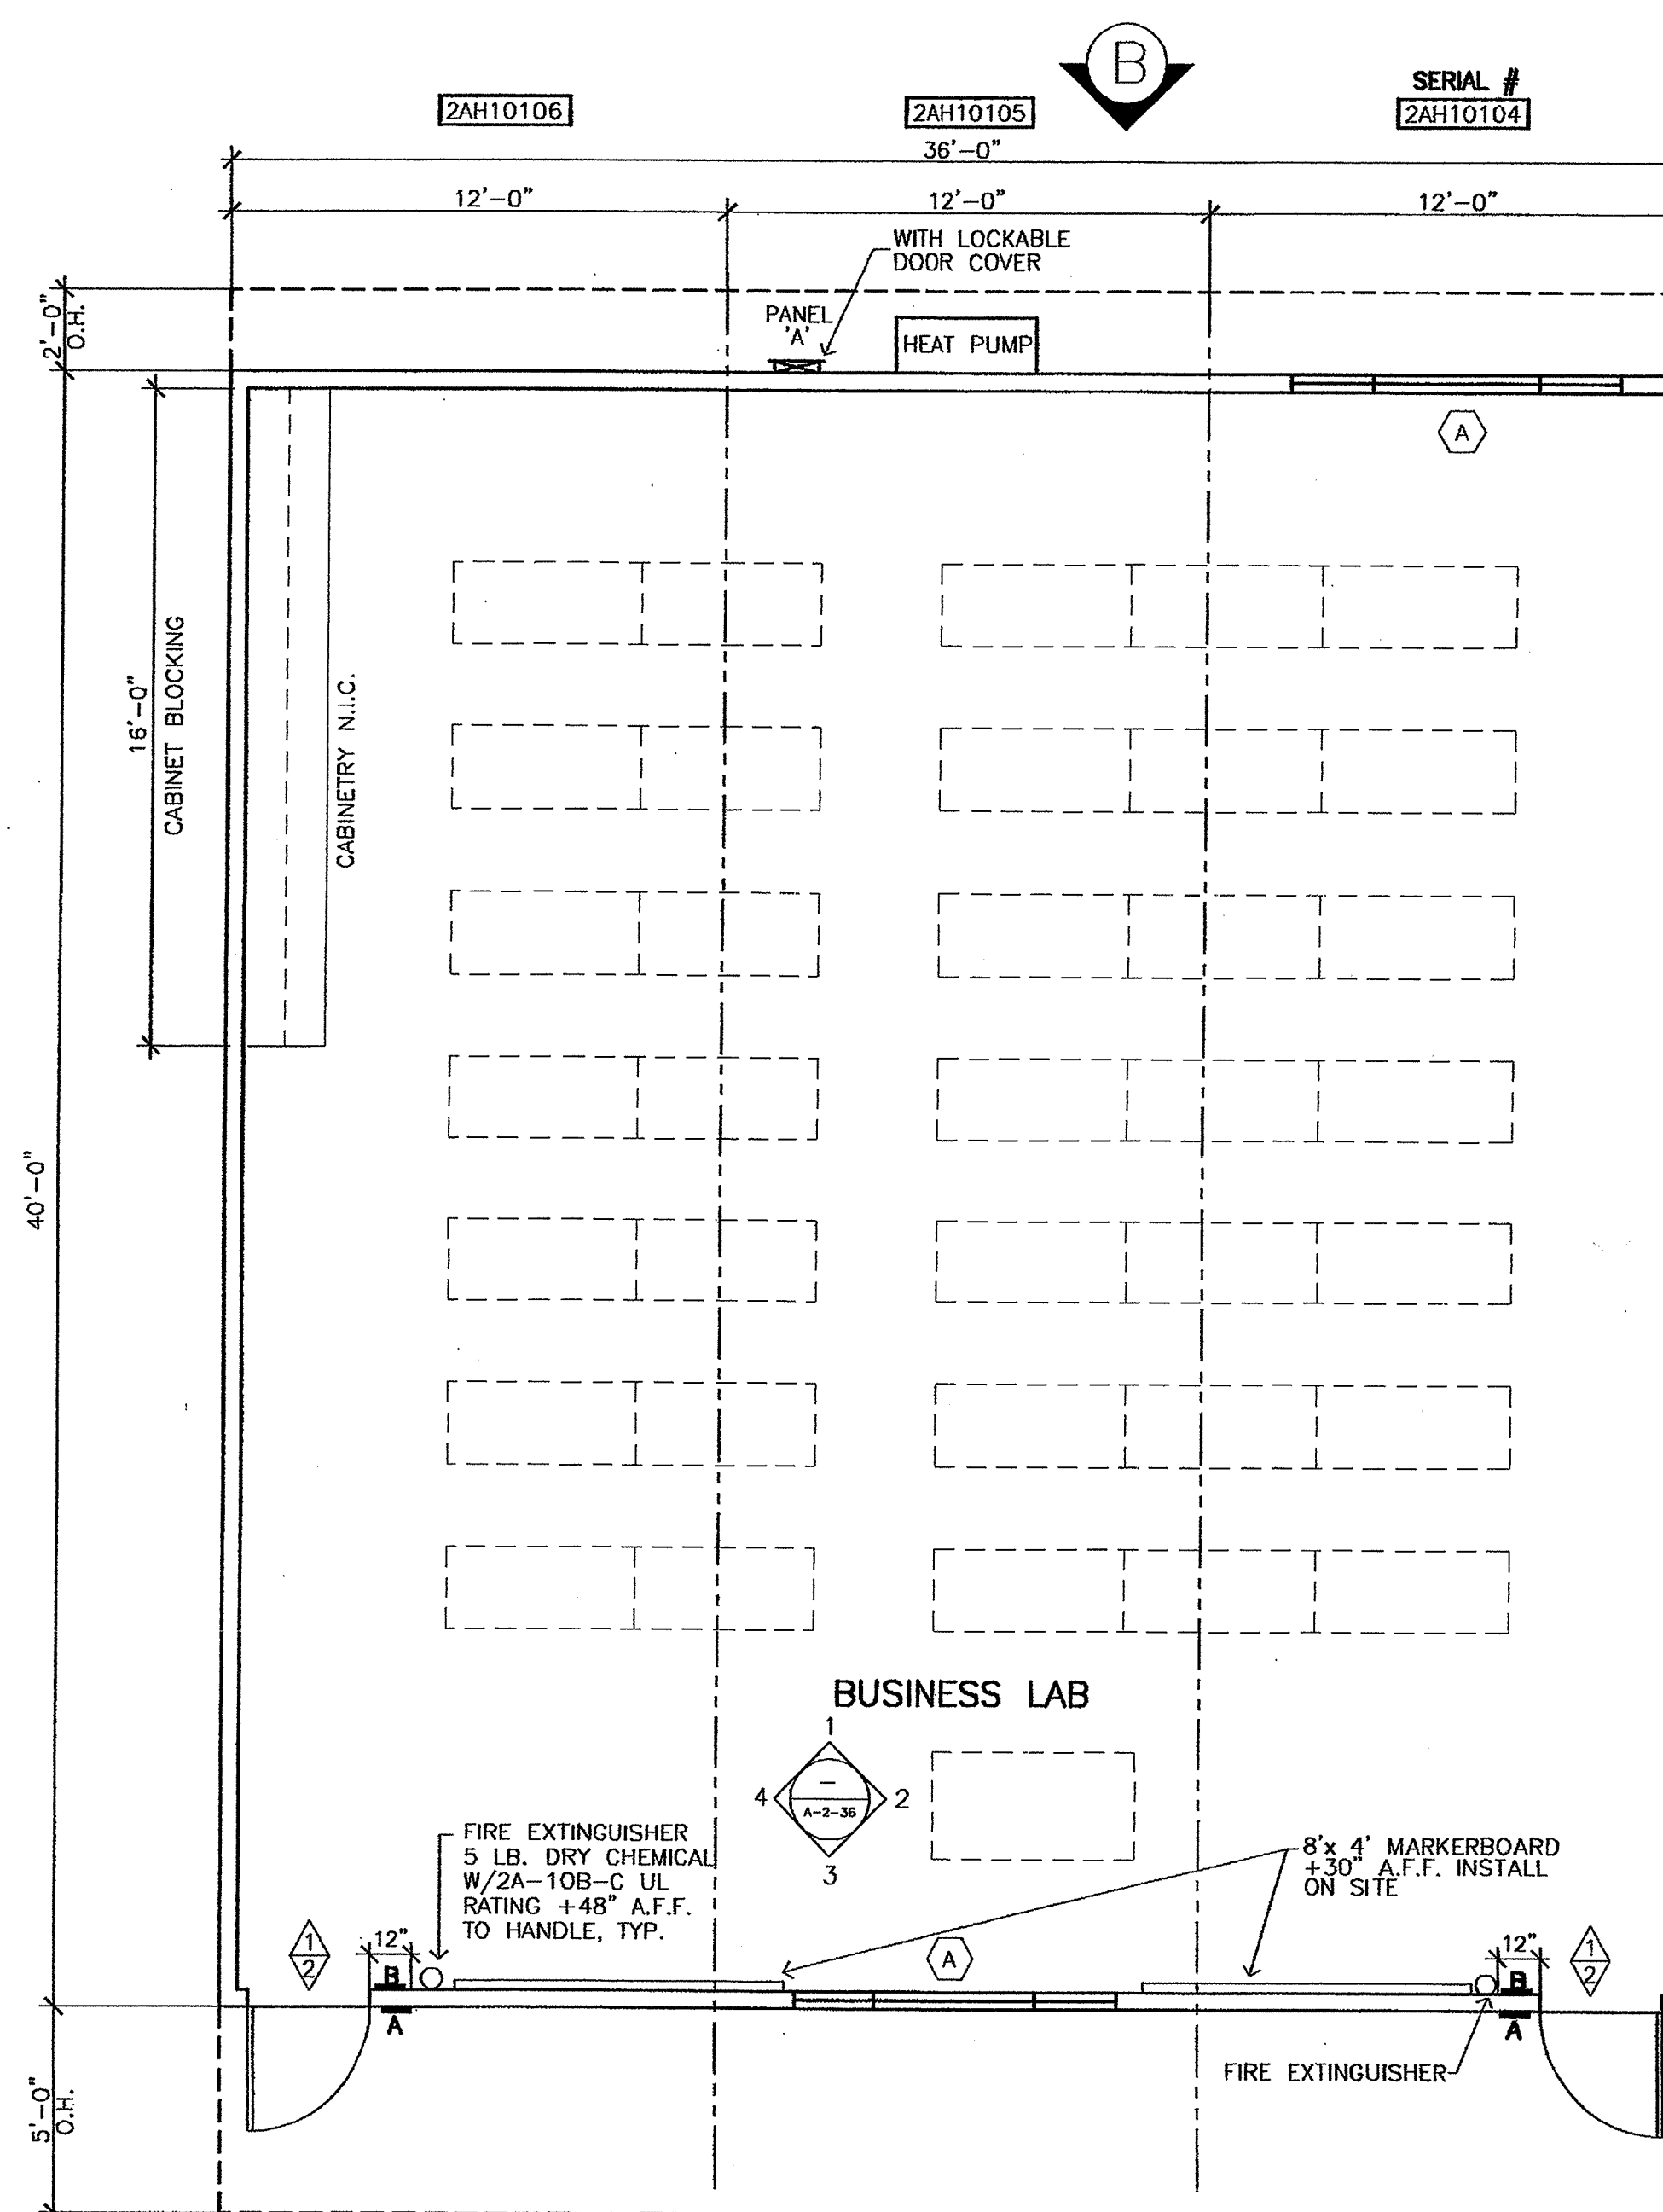 B
SERIAL #
2AH10106
2AH10105
2AH10104
36'-0"
12'-0"
12'-0"
12'-0"
WITH LOCKABLE
DOOR COVER
2'-0"
O.H.
PANEL
'A'
HEAT PUMP
A
16'-0"
CABINET BLOCKING
CABINETRY N.I.C.
40'-0"
BUSINESS LAB
1
4
–
A-2-36
2
3
FIRE EXTINGUISHER
5 LB. DRY CHEMICAL
W/2A-10B-C UL
RATING +48" A.F.F.
TO HANDLE, TYP.
8'x 4' MARKERBOARD
+30" A.F.F. INSTALL
ON SITE
1
2
12"
B
A
A
12"
B
A
1
2
FIRE EXTINGUISHER
5'-0"
O.H.